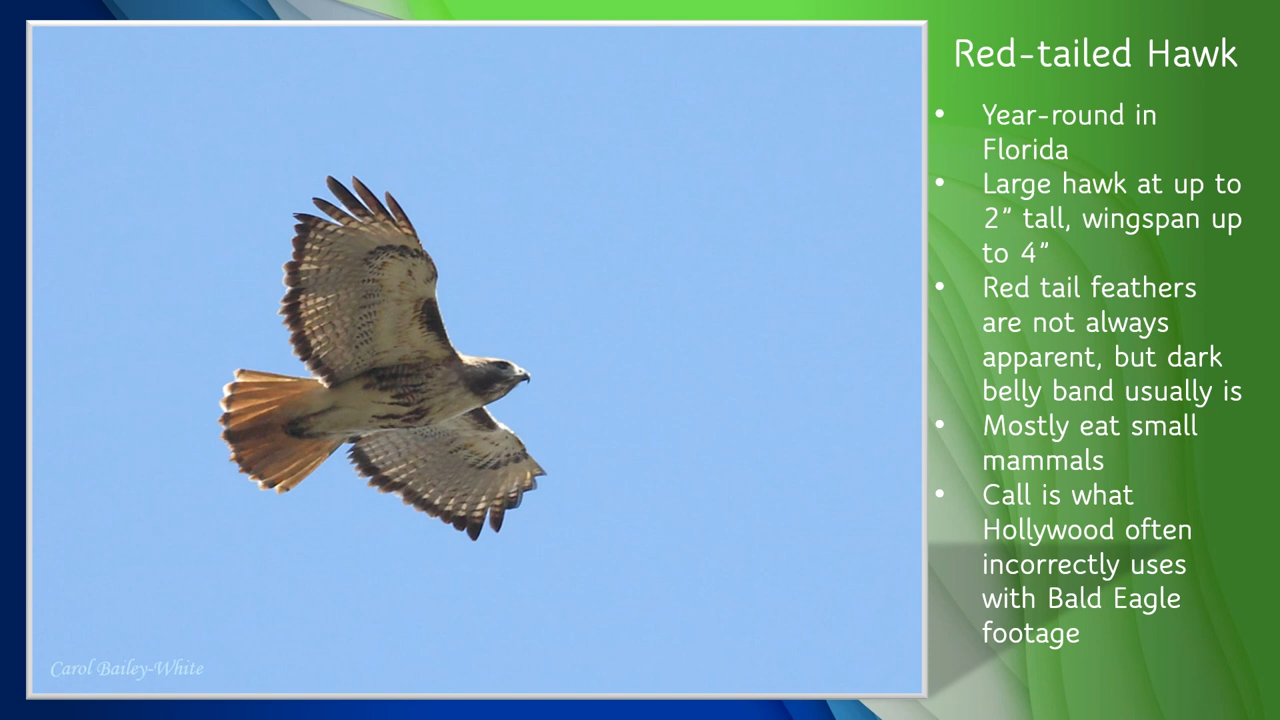 Red-tailed Hawk
• Year-round in
Florida
• Large hawk at up to
2” tall, wingspan up
to 4”
• Red tail feathers
are not always
apparent, but dark
belly band usually is
• Mostly eat small
mammals
• Call is what
Hollywood often
incorrectly uses
with Bald Eagle
footage
Carol Bailey-White